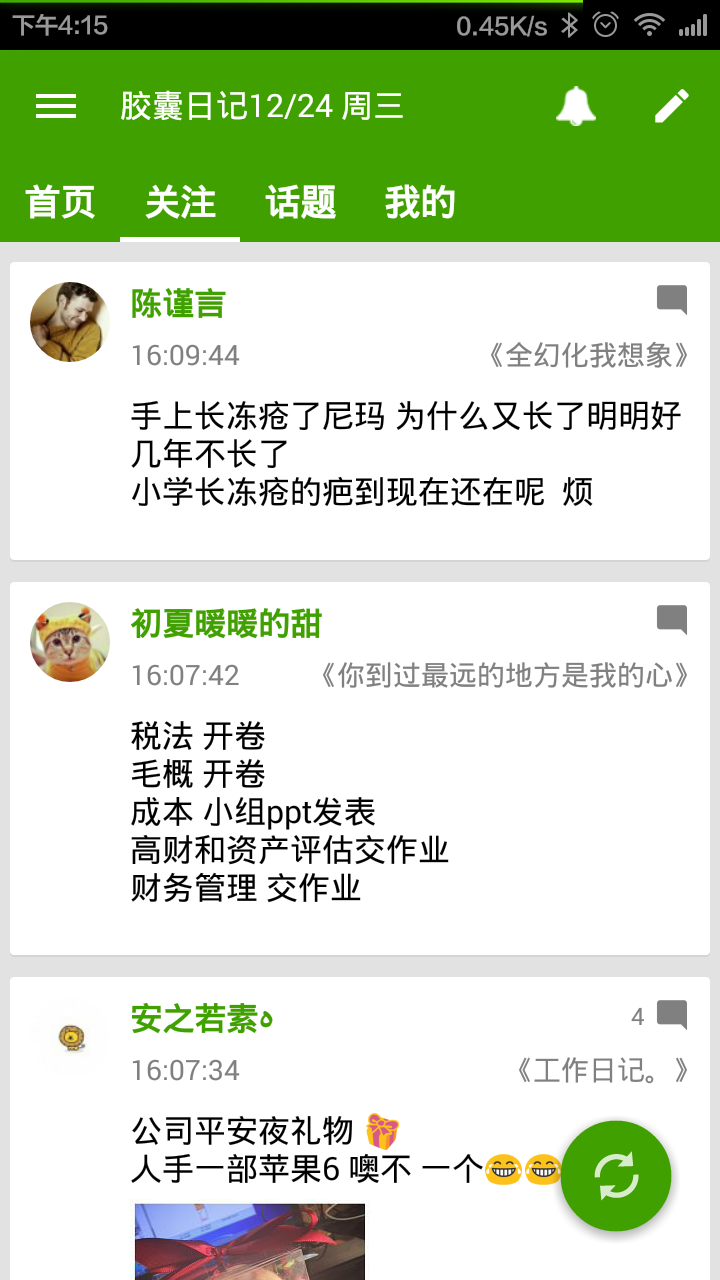 下午4:15 0.45K/s
胶囊日记12/24 周三
首页 关注 话题 我的
陈谨言
16:09:44 《全幻化我想象》
手上长冻疮了尼玛 为什么又长了明明好
几年不长了
小学长冻疮的疤到现在还在呢 烦
初夏暖暖的甜
16:07:42 《你到过最远的地方是我的心》
税法 开卷
毛概 开卷
成本 小组ppt发表
高财和资产评估交作业
财务管理 交作业
安之若素ه 4
16:07:34 《工作日记。》
公司平安夜礼物 🎁
人手一部苹果6 噢不 一个😂😂